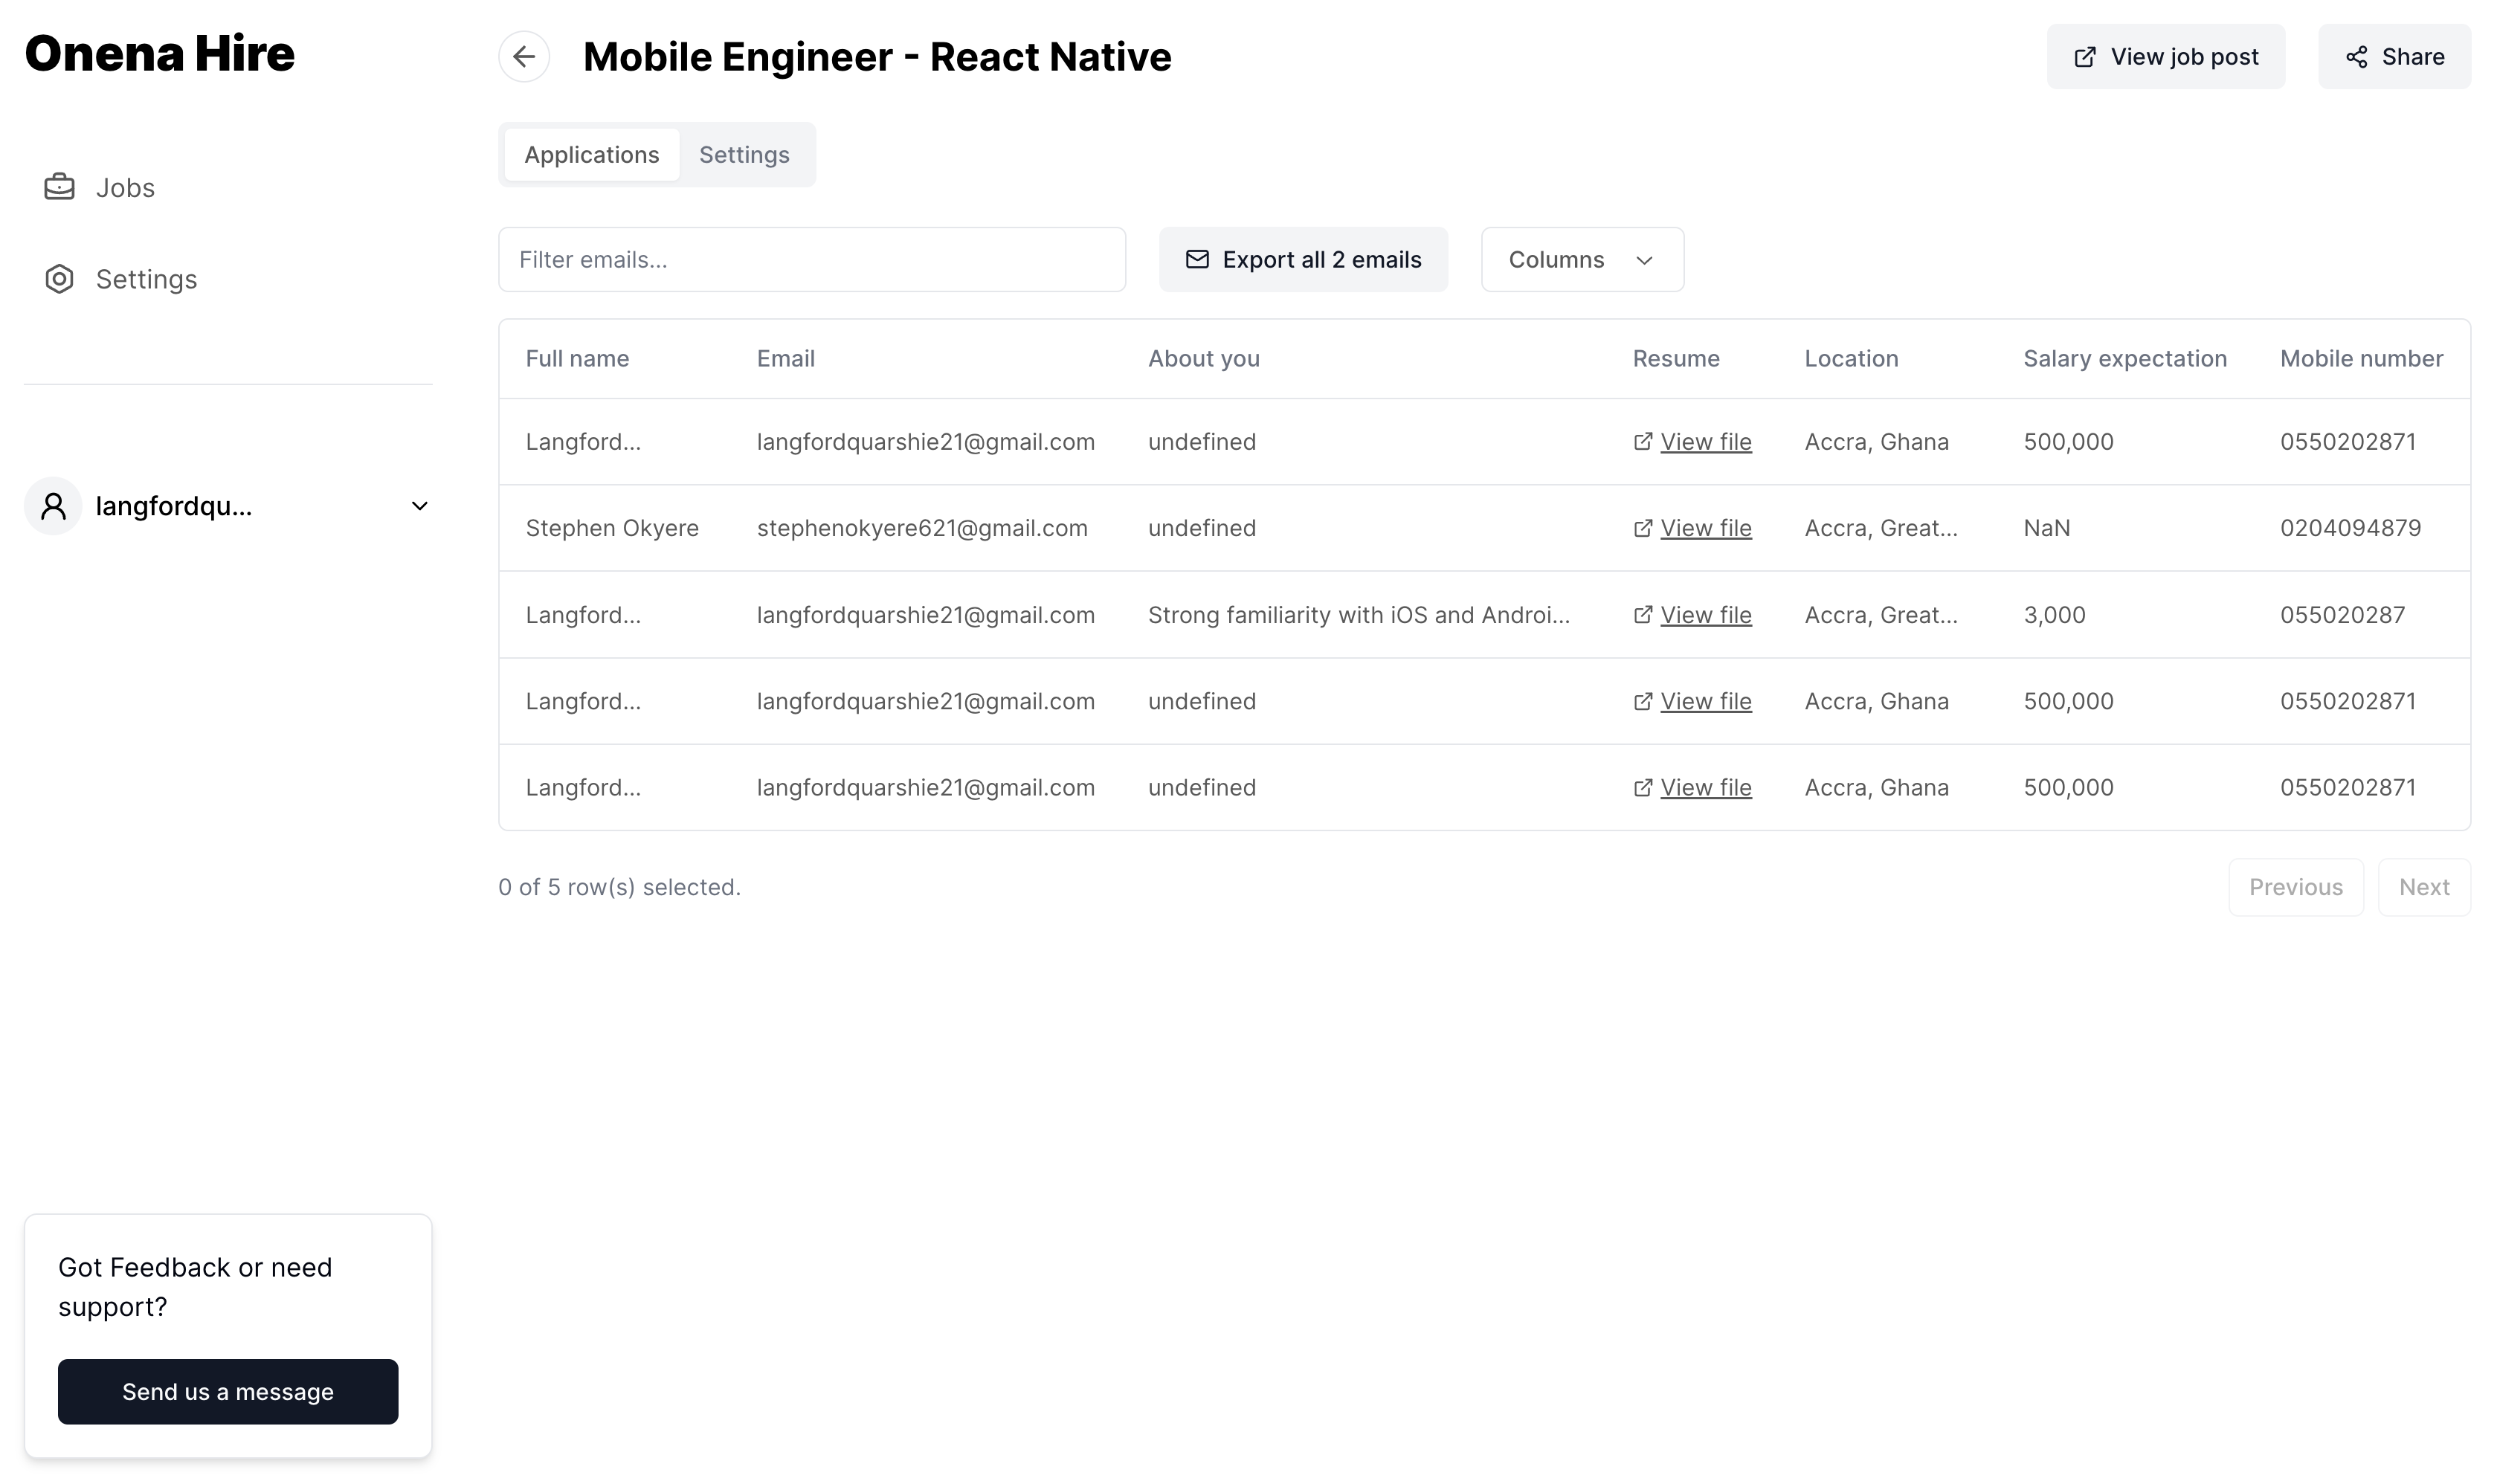 Onena Hire
Jobs
Settings
langfordqu...
Got Feedback or need
support?
Send us a message
Mobile Engineer - React Native
View job post
Share
Applications Settings
Filter emails...
Export all 2 emails
Columns
Full name Email About you Resume Location Salary expectation Mobile number
Langford... langfordquarshie21@gmail.com undefined View file Accra, Ghana 500,000 0550202871
Stephen Okyere stephenokyere621@gmail.com undefined View file Accra, Great... NaN 0204094879
Langford... langfordquarshie21@gmail.com Strong familiarity with iOS and Androi... View file Accra, Great... 3,000 055020287
Langford... langfordquarshie21@gmail.com undefined View file Accra, Ghana 500,000 0550202871
Langford... langfordquarshie21@gmail.com undefined View file Accra, Ghana 500,000 0550202871
0 of 5 row(s) selected.
Previous Next